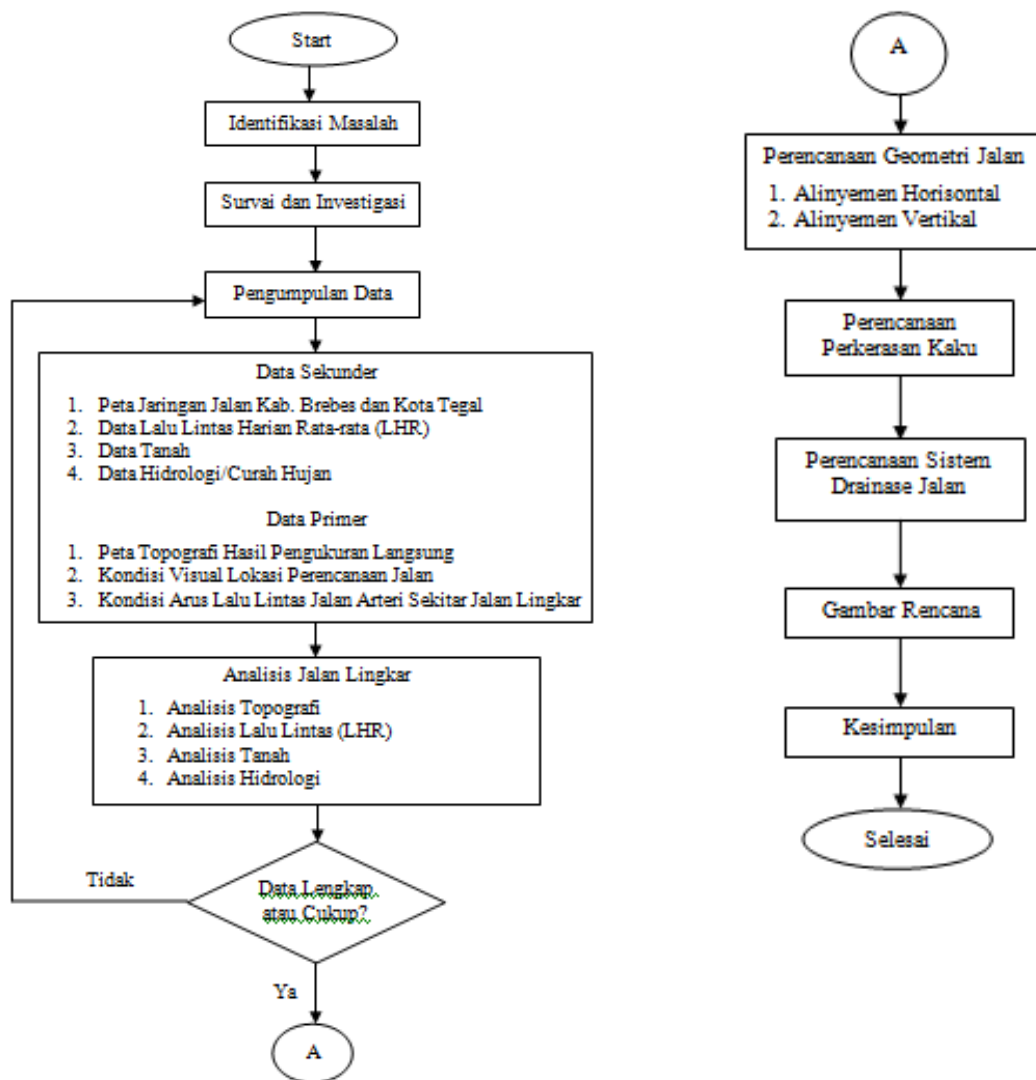 Start
Identifikasi Masalah
Survai dan Investigasi
Pengumpulan Data
Data Sekunder
1. Peta Jaringan Jalan Kab. Brebes dan Kota Tegal
2. Data Lalu Lintas Harian Rata-rata (LHR)
3. Data Tanah
4. Data Hidrologi/Curah Hujan
Data Primer
1. Peta Topografi Hasil Pengukuran Langsung
2. Kondisi Visual Lokasi Perencanaan Jalan
3. Kondisi Arus Lalu Lintas Jalan Arteri Sekitar Jalan Lingkar
Analisis Jalan Lingkar
1. Analisis Topografi
2. Analisis Lalu Lintas (LHR)
3. Analisis Tanah
4. Analisis Hidrologi
Data Lengkap
atau Cukup?
Tidak
Ya
A
A
Perencanaan Geometri Jalan
1. Alinyemen Horisontal
2. Alinyemen Vertikal
Perencanaan
Perkerasan Kaku
Perencanaan Sistem
Drainase Jalan
Gambar Rencana
Kesimpulan
Selesai